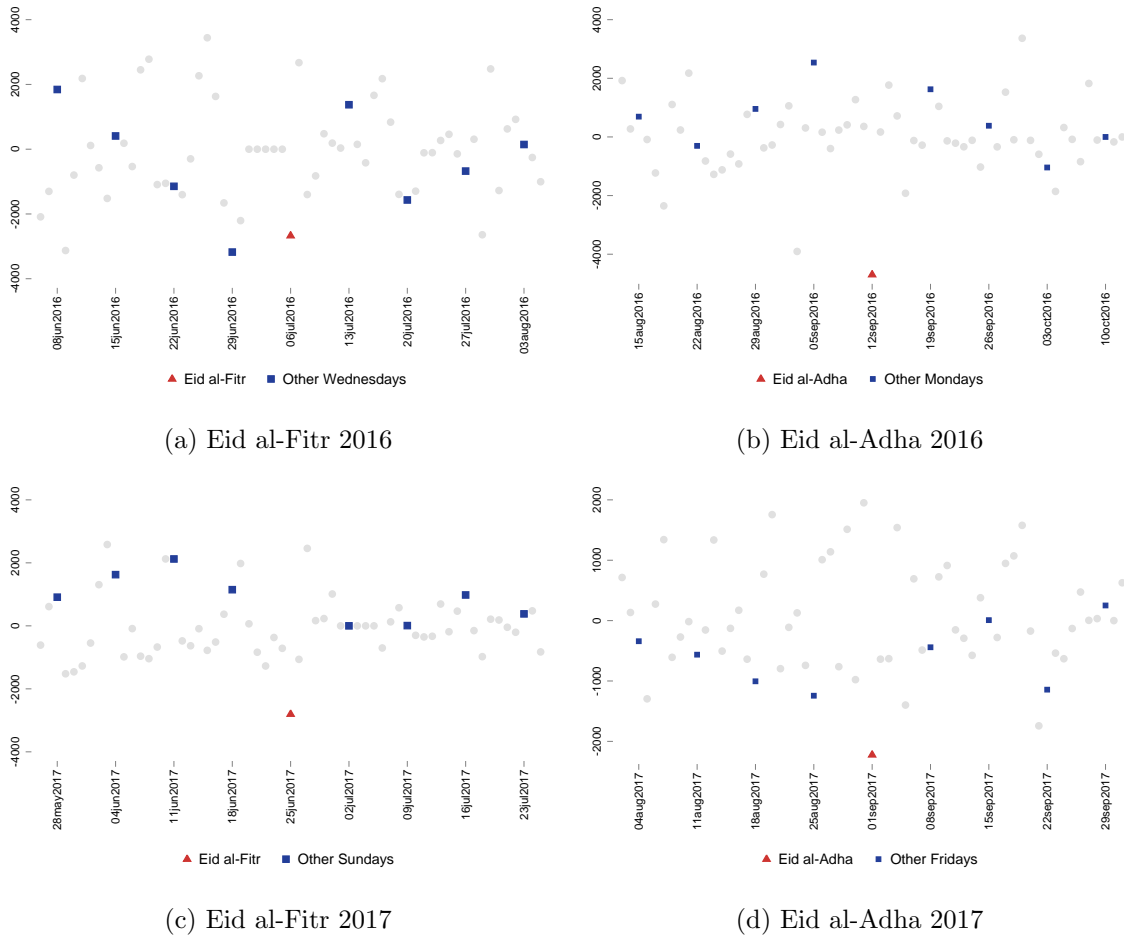 4000
2000
0
-2000
-4000
08jun2016
15jun2016
22jun2016
29jun2016
06jul2016
13jul2016
20jul2016
27jul2016
03aug2016
Eid al-Fitr Other Wednesdays
(a) Eid al-Fitr 2016
4000
2000
0
-2000
-4000
15aug2016
22aug2016
29aug2016
05sep2016
12sep2016
19sep2016
26sep2016
03oct2016
10oct2016
Eid al-Adha Other Mondays
(b) Eid al-Adha 2016
4000
2000
0
-2000
-4000
28may2017
04jun2017
11jun2017
18jun2017
25jun2017
02jul2017
09jul2017
16jul2017
23jul2017
Eid al-Fitr Other Sundays
(c) Eid al-Fitr 2017
2000
1000
0
-1000
-2000
04aug2017
11aug2017
18aug2017
25aug2017
01sep2017
08sep2017
15sep2017
22sep2017
29sep2017
Eid al-Adha Other Fridays
(d) Eid al-Adha 2017